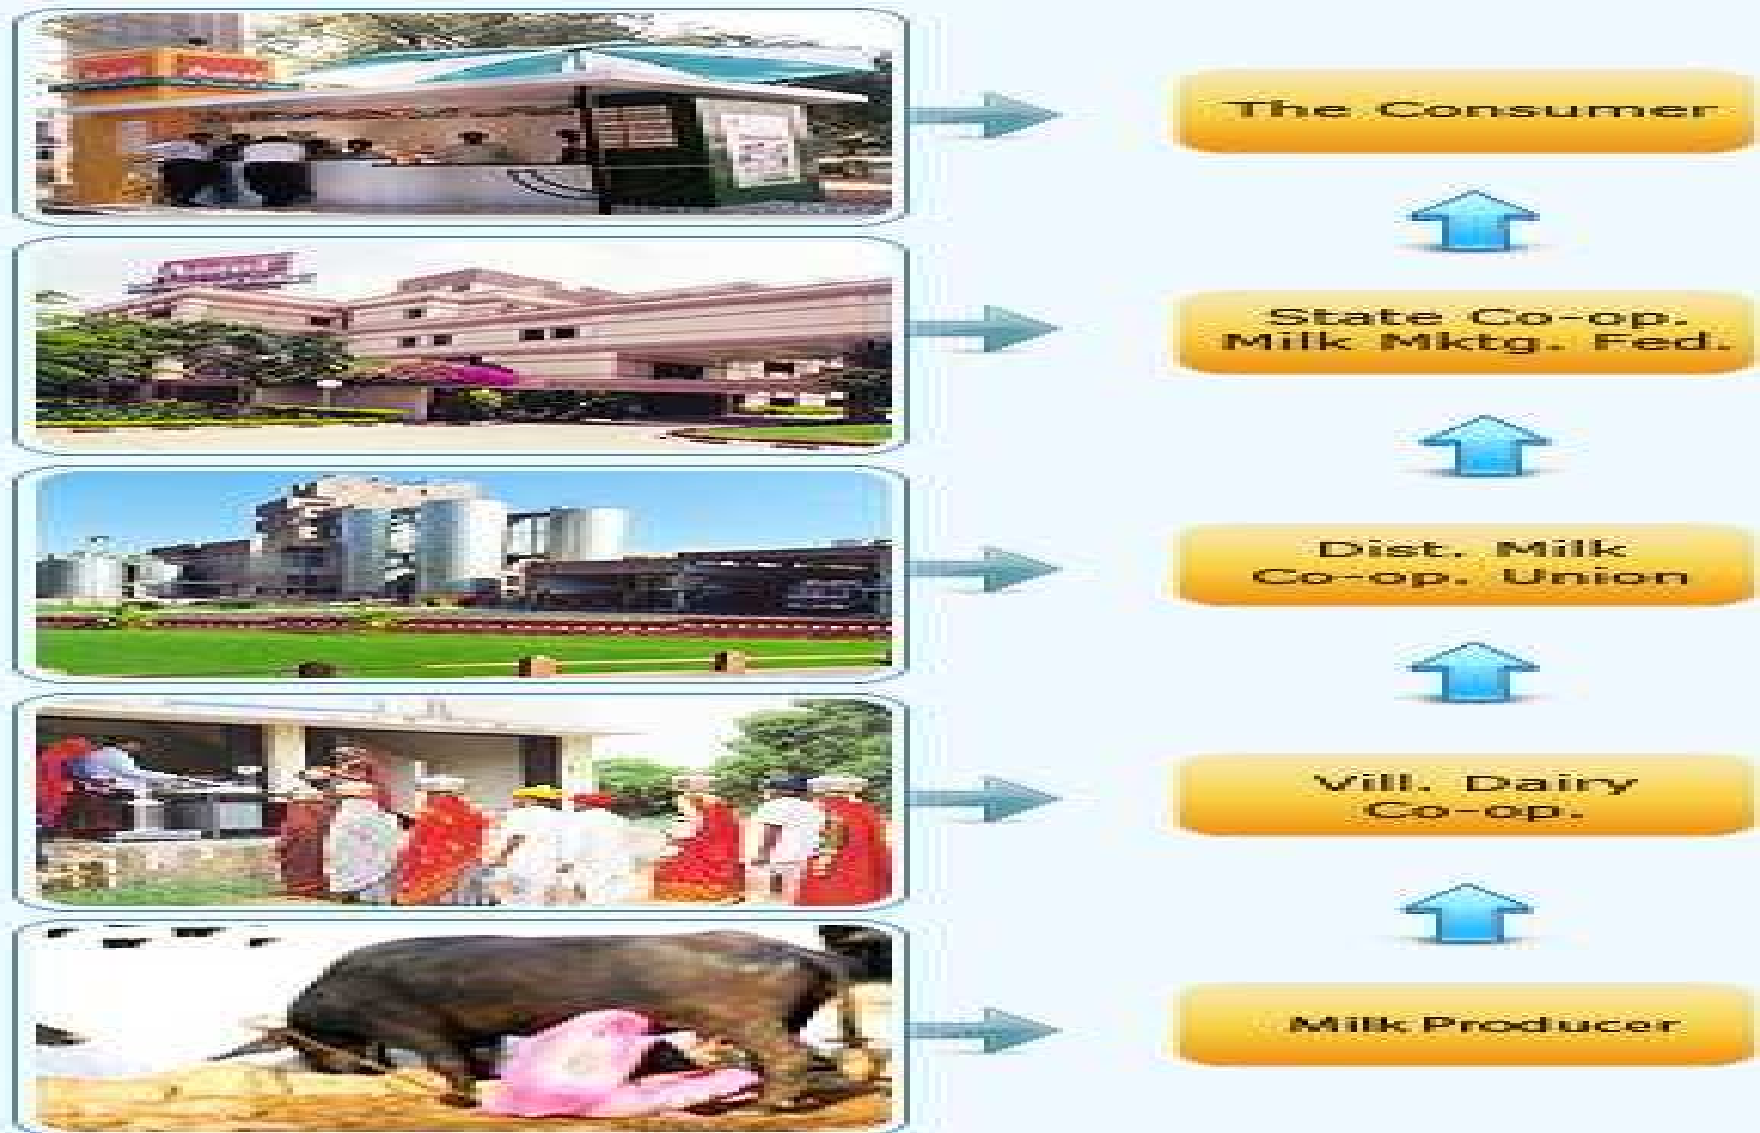 The Consumer
State Co-op.
Milk Mktg. Fed.
Dist. Milk
Co-op. Union
Vill. Dairy
Co-op.
Milk Producer